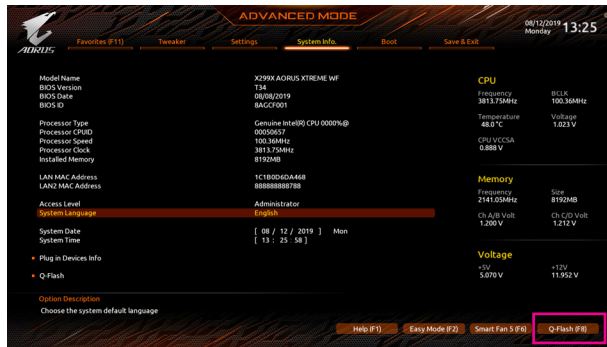 ADVANCED MODE
08/12/2019 Monday 13:25
AORUS
Favorites (F11) Tweaker Settings System Info. Boot Save & Exit
Model Name X299X AORUS XTREME WF
BIOS Version T34
BIOS Date 08/08/2019
BIOS ID 8AGCF001
Processor Type Genuine Intel(R) CPU 0000%@
Processor CPUID 00050657
Processor Speed 100.36MHz
Processor Clock 3813.75MHz
Installed Memory 8192MB
LAN MAC Address 1C1B0D6DA468
LAN2 MAC Address 888888888788
Access Level Administrator
System Language English
System Date [ 08 / 12 / 2019 ] Mon
System Time [ 13 : 25 : 58 ]
Plug in Devices Info
Q-Flash
Option Description
Choose the system default language
CPU
Frequency BCLK
3813.75MHz 100.36MHz
Temperature Voltage
48.0 °C 1.023 V
CPU VCCSA
0.888 V
Memory
Frequency Size
2141.05MHz 8192MB
Ch A/B Volt Ch C/D Volt
1.200 V 1.212 V
Voltage
+5V +12V
5.070 V 11.952 V
Help (F1) Easy Mode (F2) Smart Fan 5 (F6) Q-Flash (F8)